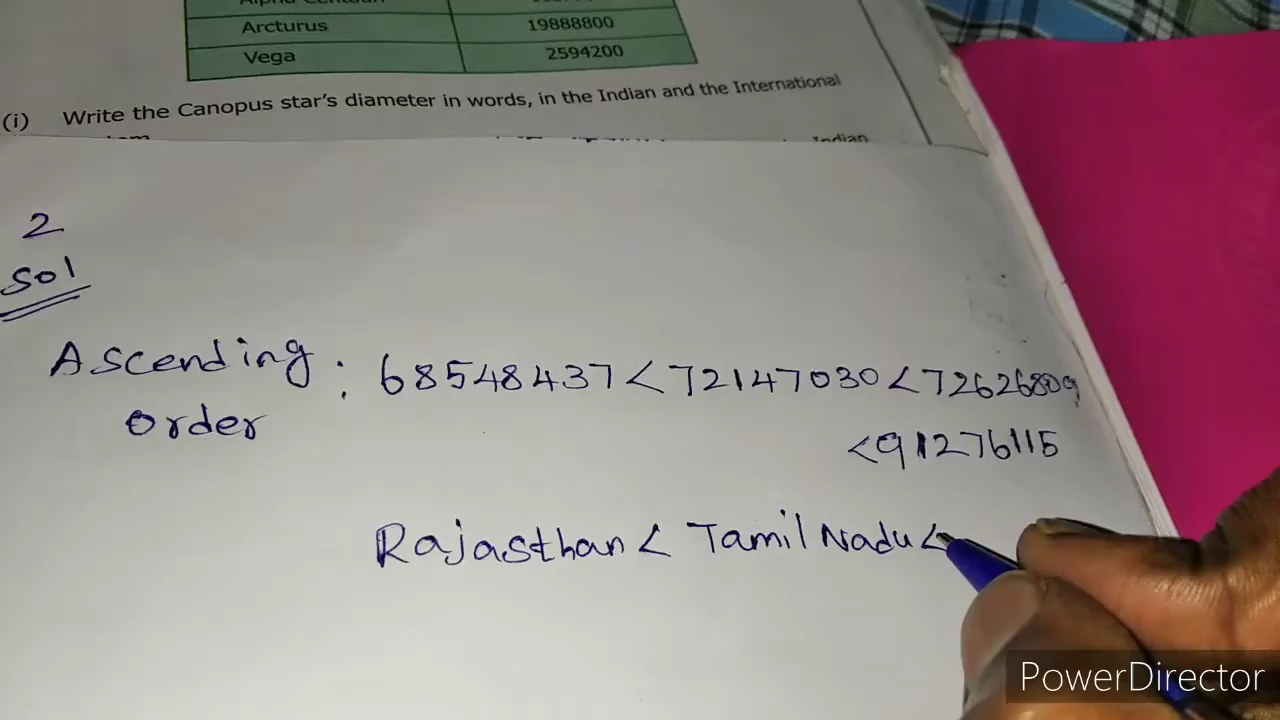 Arcturus 19888800
Vega 2594200
(i) Write the Canopus star's diameter in words, in the Indian and the International
Indian
2
Sol
Ascending : 68548437 < 72147030 < 72626809
order
< 91276115
Rajasthan < Tamil Nadu <
PowerDirector